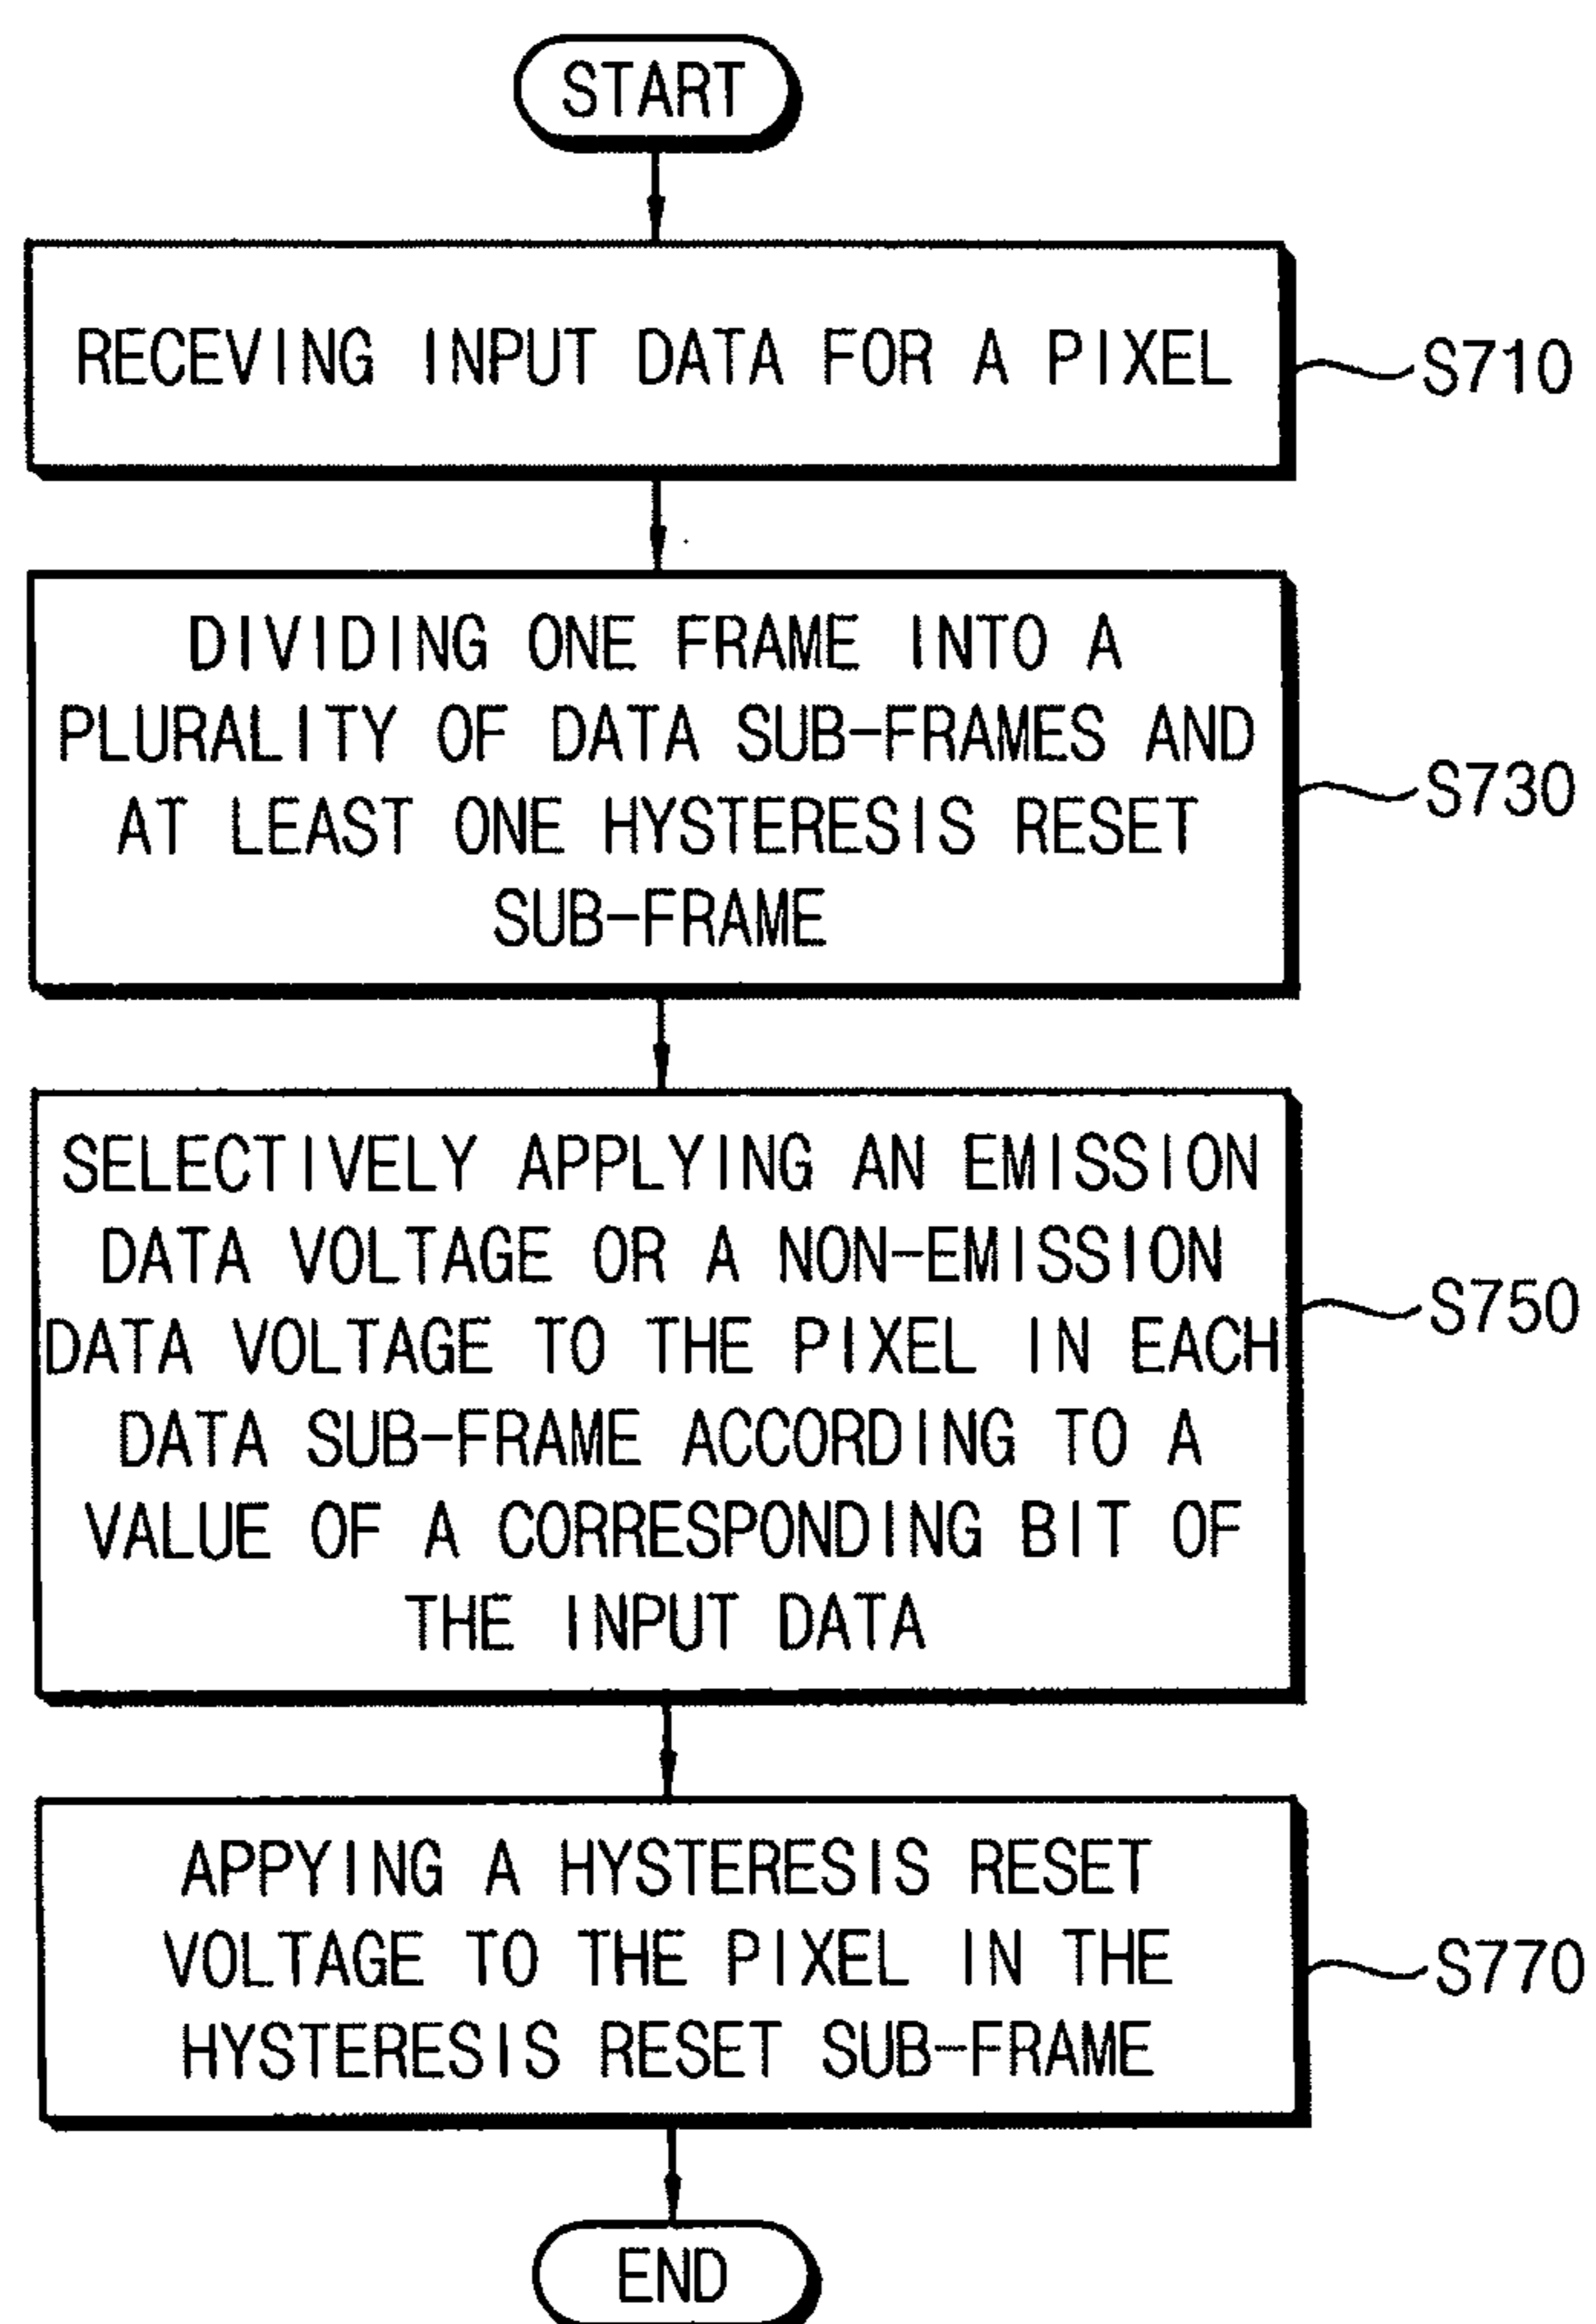 START
RECEVING INPUT DATA FOR A PIXEL
S710
DIVIDING ONE FRAME INTO A
PLURALITY OF DATA SUB-FRAMES AND
AT LEAST ONE HYSTERESIS RESET
SUB-FRAME
S730
SELECTIVELY APPLYING AN EMISSION
DATA VOLTAGE OR A NON-EMISSION
DATA VOLTAGE TO THE PIXEL IN EACH
DATA SUB-FRAME ACCORDING TO A
VALUE OF A CORRESPONDING BIT OF
THE INPUT DATA
S750
APPYING A HYSTERESIS RESET
VOLTAGE TO THE PIXEL IN THE
HYSTERESIS RESET SUB-FRAME
S770
END